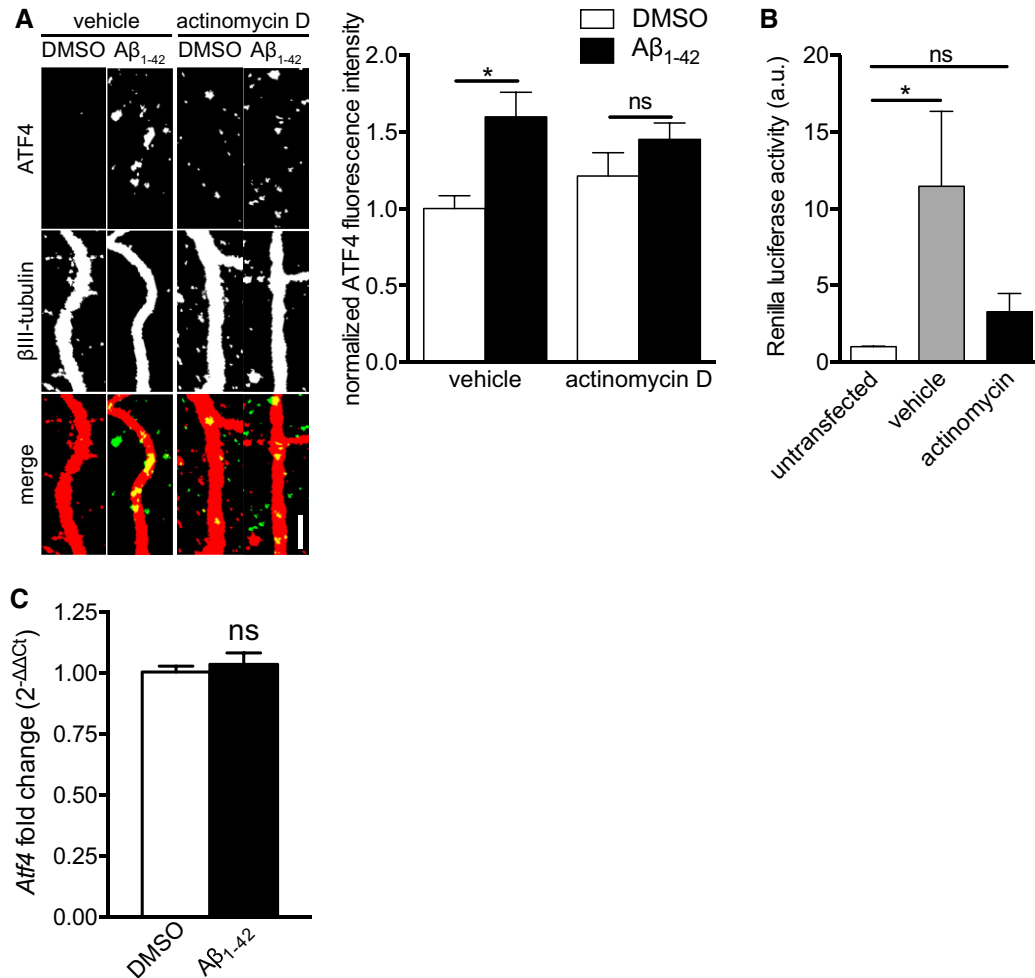 A
vehicle
actinomycin D
DMSO
Aβ1-42
DMSO
Aβ1-42
ATF4
βIII-tubulin
merge
normalized ATF4 fluorescence intensity
2.0
1.5
1.0
0.5
0.0
DMSO
Aβ1-42
*
ns
vehicle
actinomycin D
B
Renilla luciferase activity (a.u.)
20
15
10
5
0
ns
*
untransfected
vehicle
actinomycin
C
Atf4 fold change (2-ΔΔCt)
1.25
1.00
0.75
0.50
0.25
0.00
ns
DMSO
Aβ1-42